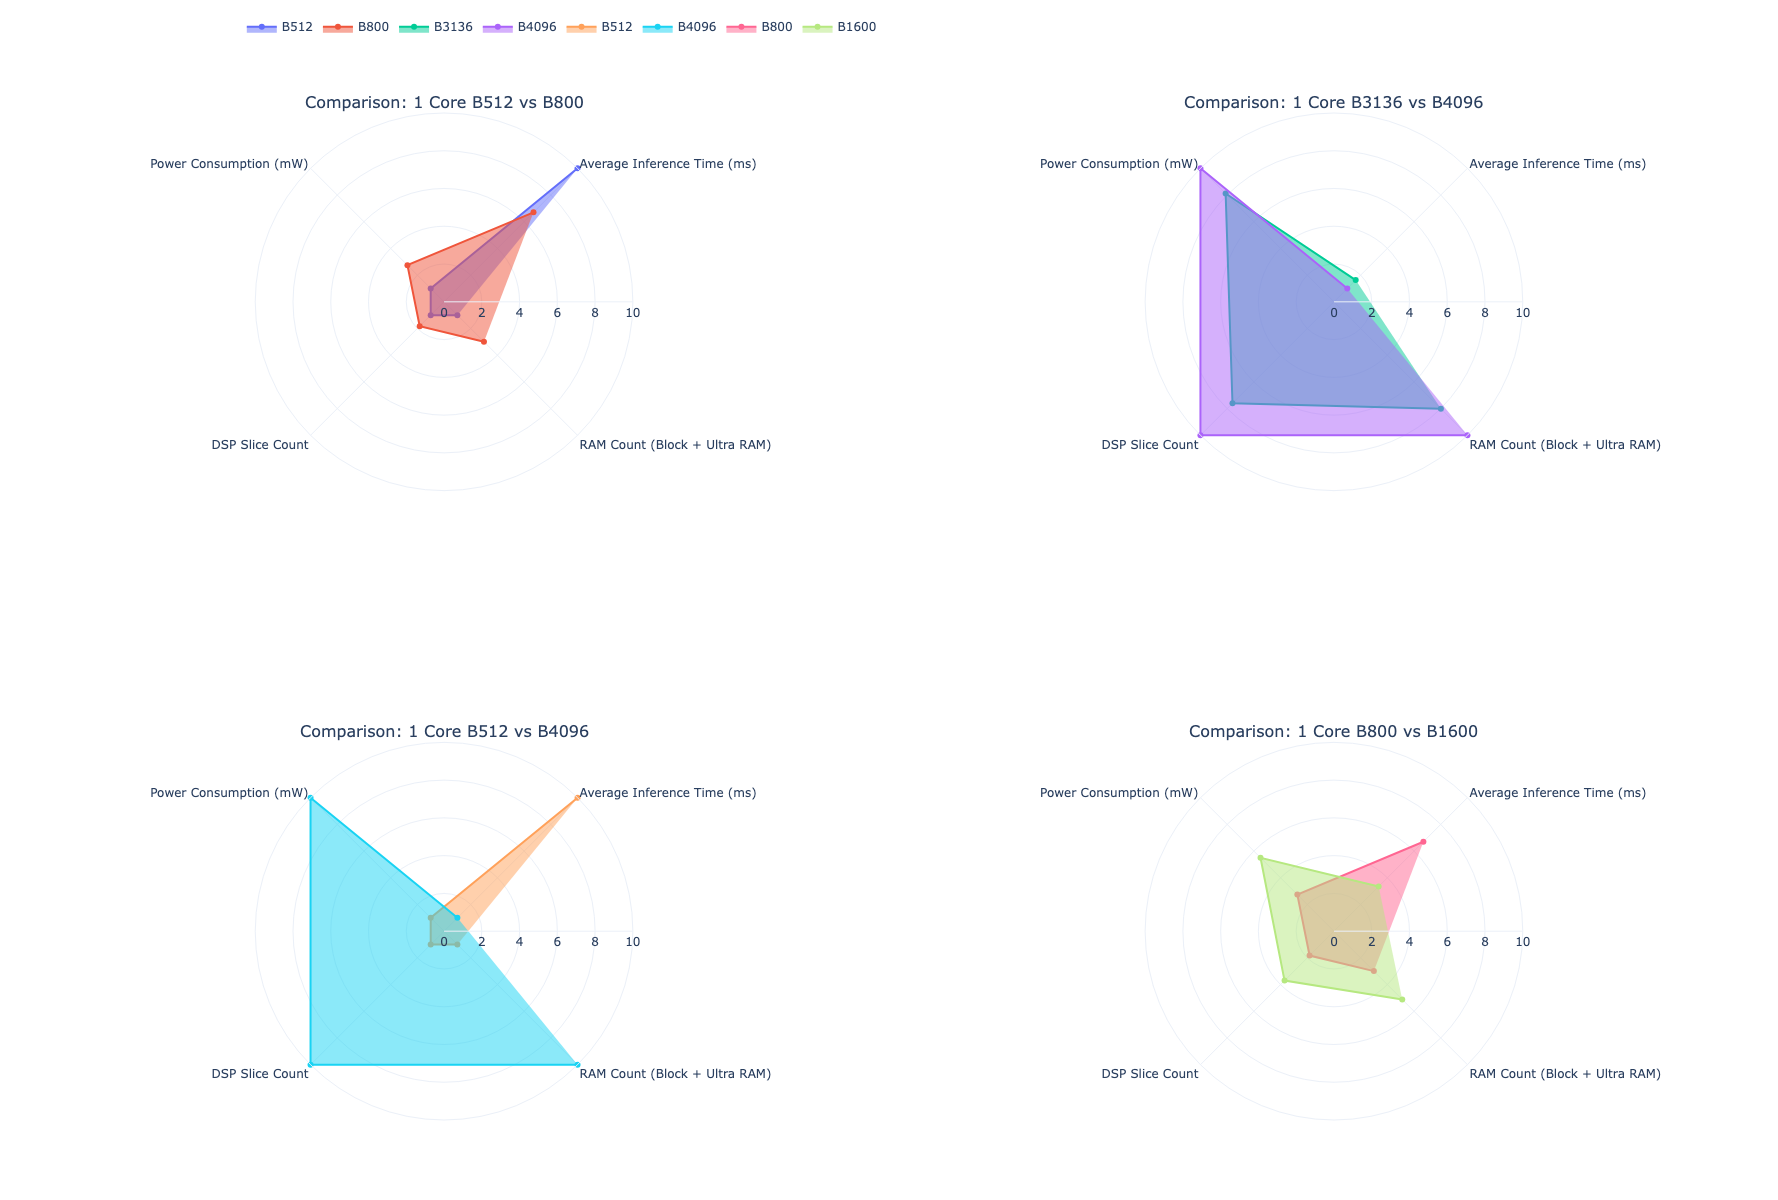 B512 B800 B3136 B4096 B512 B4096 B800 B1600
Comparison: 1 Core B512 vs B800
Power Consumption (mW)
Average Inference Time (ms)
0 2 4 6 8 10
DSP Slice Count
RAM Count (Block + Ultra RAM)
Comparison: 1 Core B3136 vs B4096
Power Consumption (mW)
Average Inference Time (ms)
0 2 4 6 8 10
DSP Slice Count
RAM Count (Block + Ultra RAM)
Comparison: 1 Core B512 vs B4096
Power Consumption (mW)
Average Inference Time (ms)
0 2 4 6 8 10
DSP Slice Count
RAM Count (Block + Ultra RAM)
Comparison: 1 Core B800 vs B1600
Power Consumption (mW)
Average Inference Time (ms)
0 2 4 6 8 10
DSP Slice Count
RAM Count (Block + Ultra RAM)